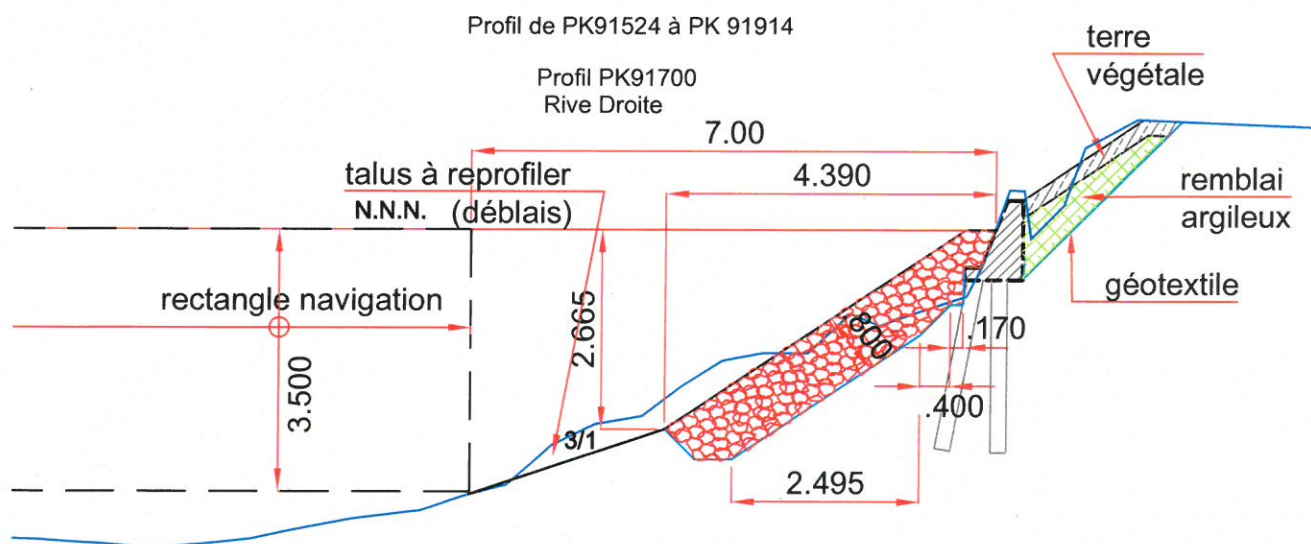 Profil de PK91524 à PK 91914
Profil PK91700
Rive Droite
terre
végétale
7.00
4.390
talus à reprofiler
N.N.N. (déblais)
remblai
argileux
rectangle navigation
géotextile
2.665
3.500
.800
.170
.400
3/1
2.495